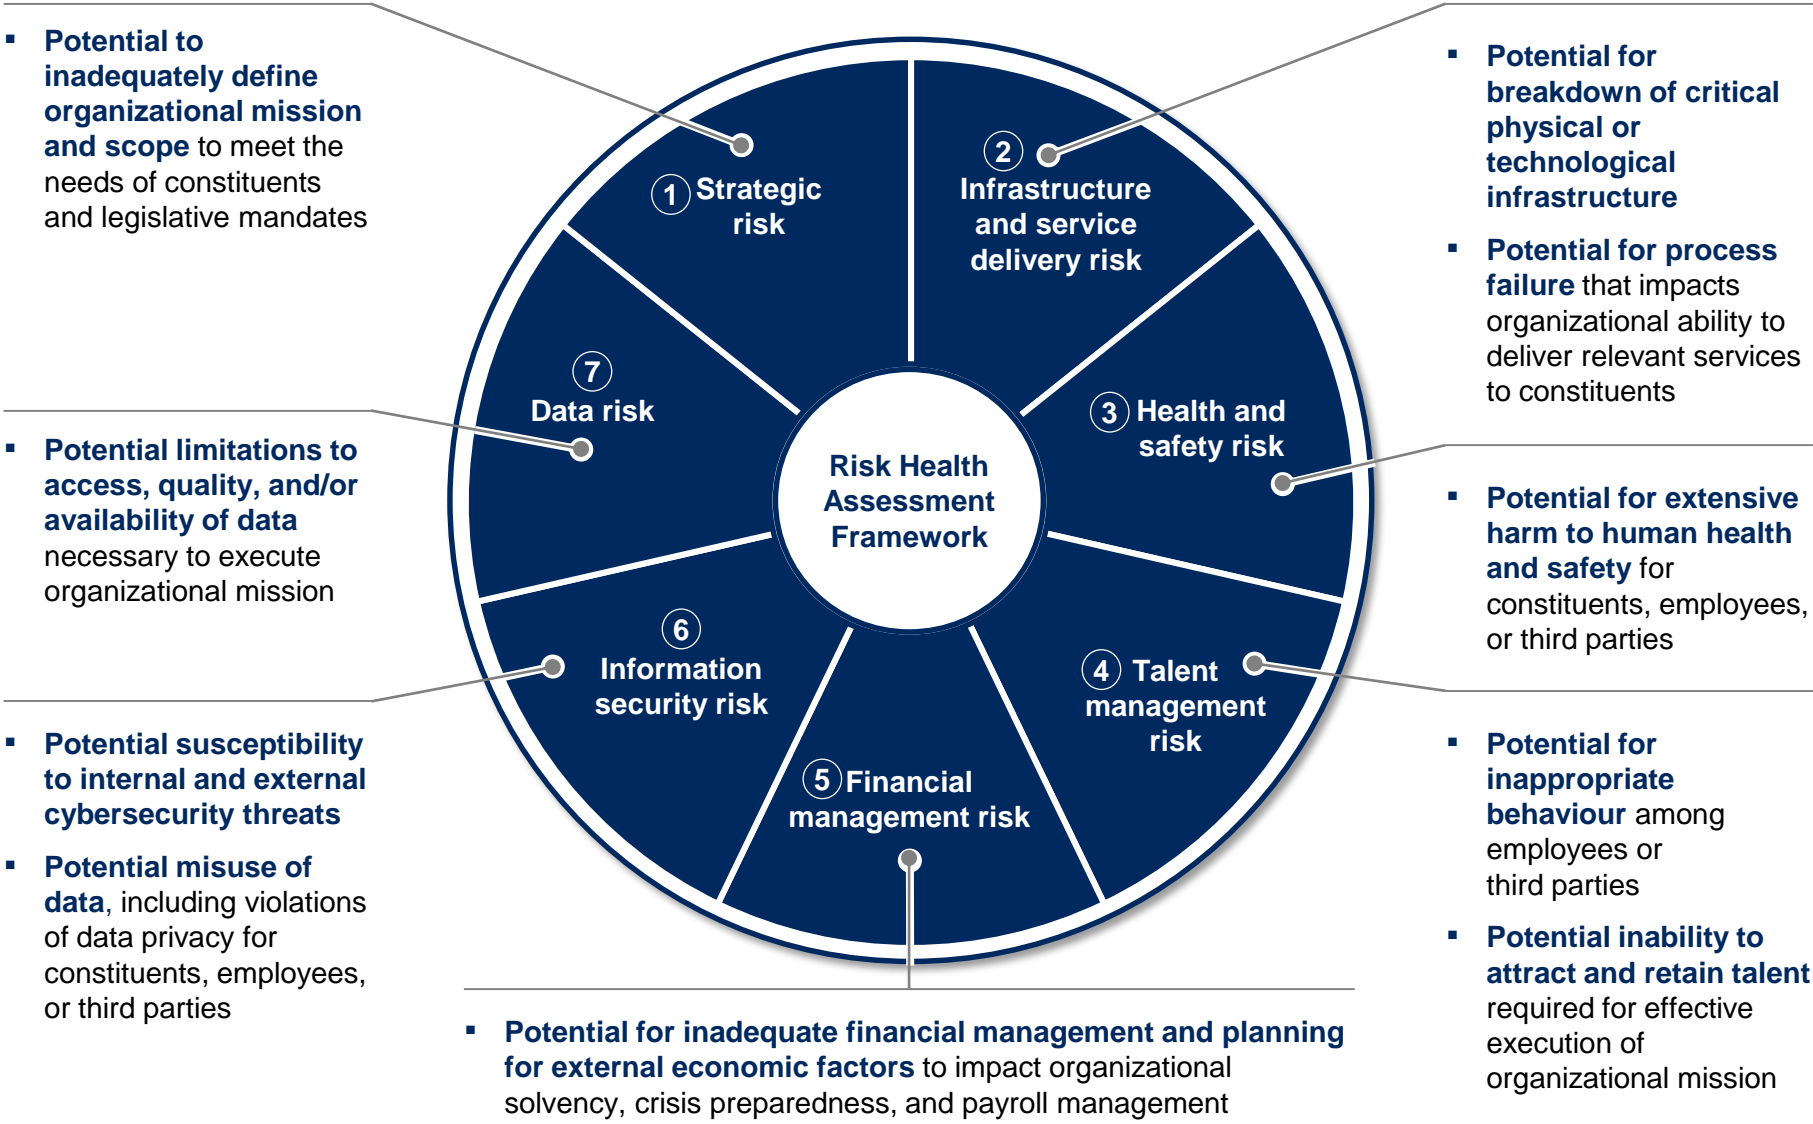 ▪ Potential to
inadequately define
organizational mission
and scope to meet the
needs of constituents
and legislative mandates
1 Strategic
risk
2
Infrastructure
and service
delivery risk
▪ Potential for
breakdown of critical
physical or
technological
infrastructure
▪ Potential for process
failure that impacts
organizational ability to
deliver relevant services
to constituents
7
Data risk
3 Health and
safety risk
Risk Health
Assessment
Framework
▪ Potential limitations to
access, quality, and/or
availability of data
necessary to execute
organizational mission
▪ Potential for extensive
harm to human health
and safety for
constituents, employees,
or third parties
6
Information
security risk
4 Talent
management
risk
5 Financial
management risk
▪ Potential susceptibility
to internal and external
cybersecurity threats
▪ Potential misuse of
data, including violations
of data privacy for
constituents, employees,
or third parties
▪ Potential for
inappropriate
behaviour among
employees or
third parties
▪ Potential inability to
attract and retain talent
required for effective
execution of
organizational mission
▪ Potential for inadequate financial management and planning
for external economic factors to impact organizational
solvency, crisis preparedness, and payroll management